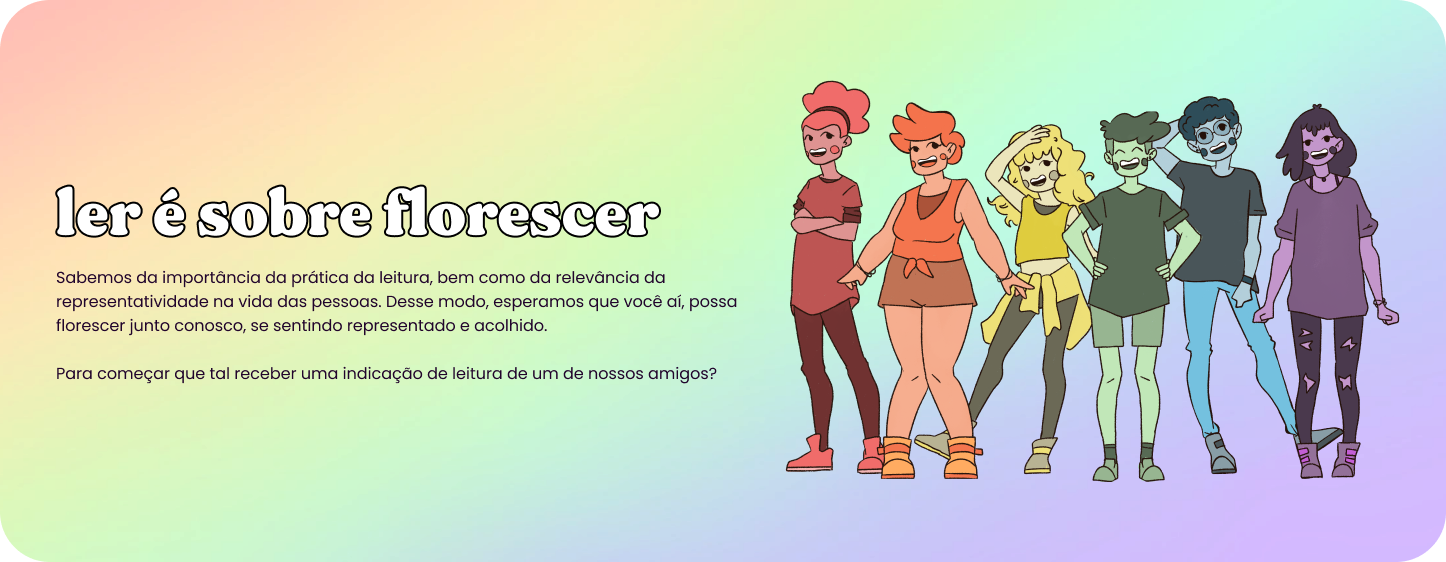 ler é sobre florescer
Sabemos da importância da prática da leitura, bem como da relevância da
representatividade na vida das pessoas. Desse modo, esperamos que você aí, possa
florescer junto conosco, se sentindo representado e acolhido.
Para começar que tal receber uma indicação de leitura de um de nossos amigos?